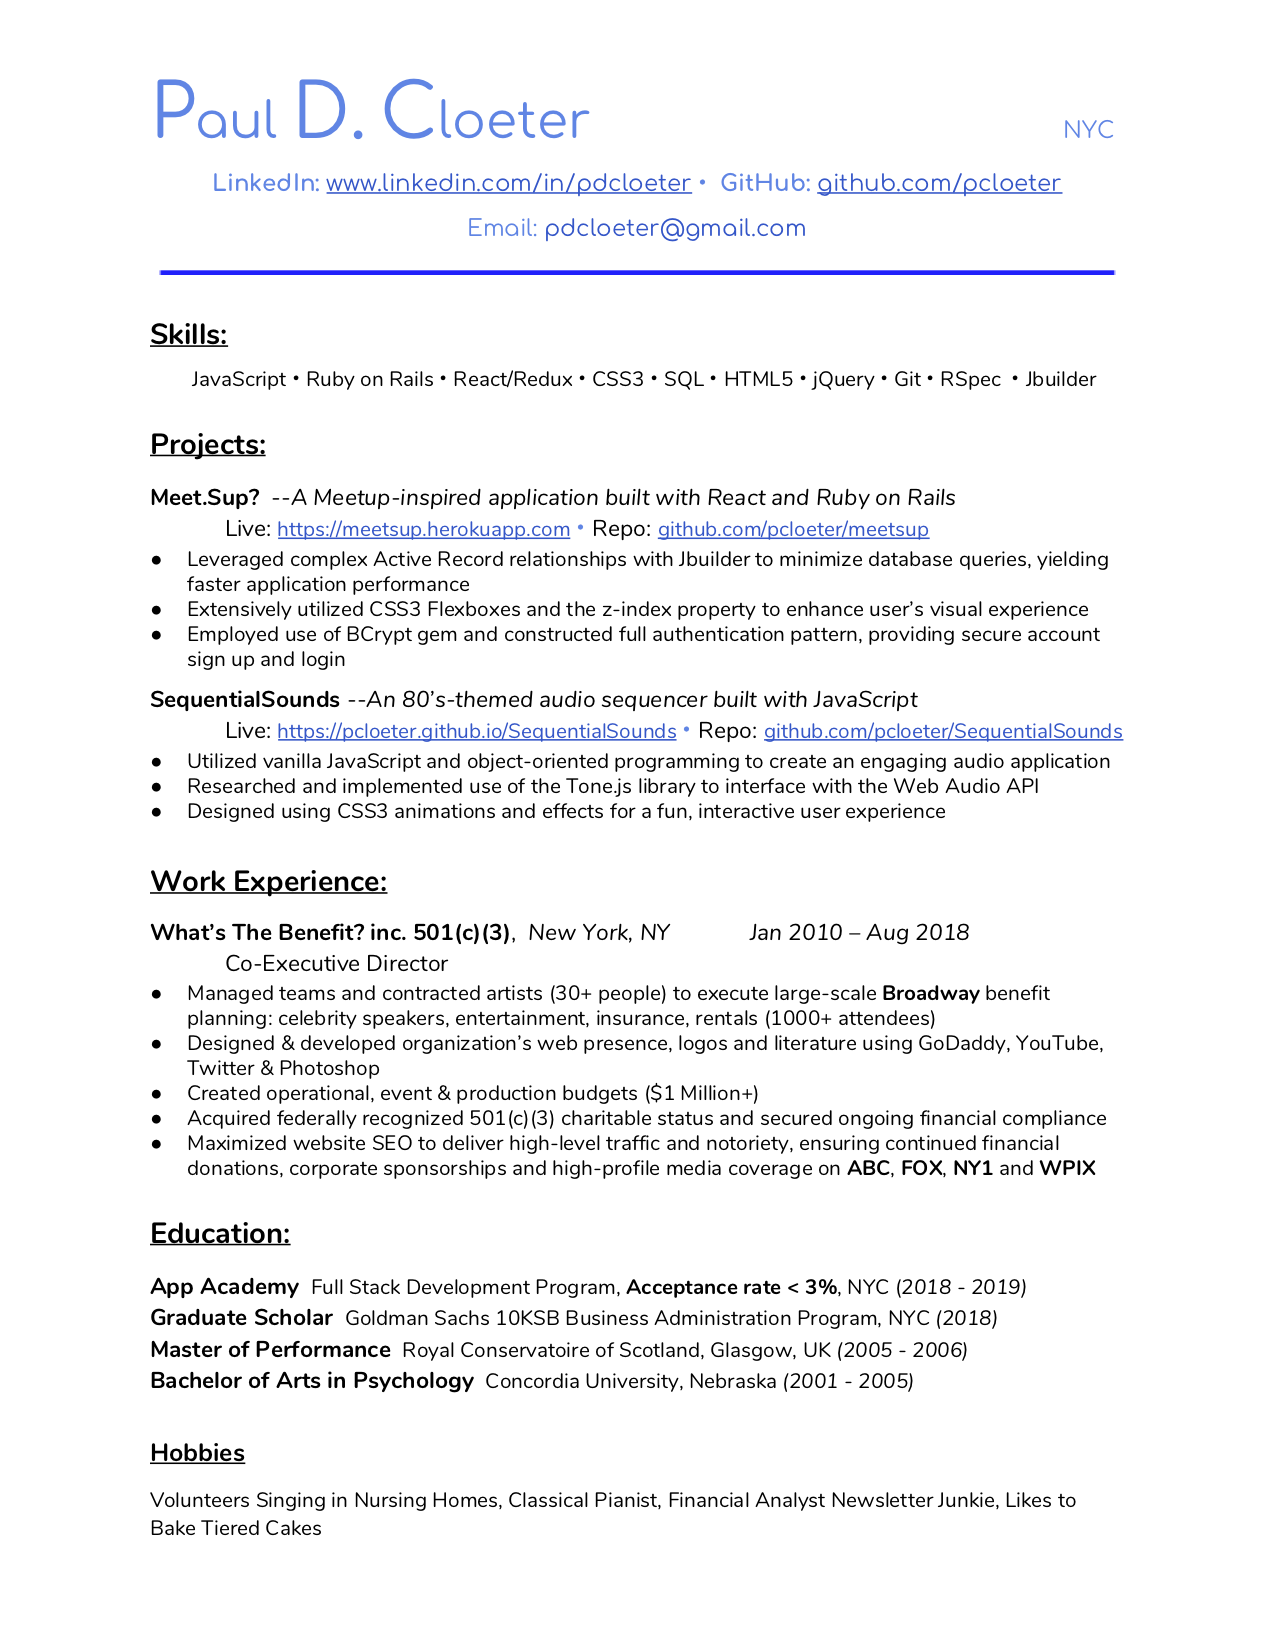 Paul D. Cloeter NYC
LinkedIn: www.linkedin.com/in/pdcloeter • GitHub: github.com/pcloeter
Email: pdcloeter@gmail.com
Skills:
JavaScript • Ruby on Rails • React/Redux • CSS3 • SQL • HTML5 • jQuery • Git • RSpec • Jbuilder
Projects:
Meet.Sup? --A Meetup-inspired application built with React and Ruby on Rails
Live: https://meetsup.herokuapp.com • Repo: github.com/pcloeter/meetsup
● Leveraged complex Active Record relationships with Jbuilder to minimize database queries, yielding
faster application performance
● Extensively utilized CSS3 Flexboxes and the z-index property to enhance user’s visual experience
● Employed use of BCrypt gem and constructed full authentication pattern, providing secure account
sign up and login
SequentialSounds --An 80’s-themed audio sequencer built with JavaScript
Live: https://pcloeter.github.io/SequentialSounds • Repo: github.com/pcloeter/SequentialSounds
● Utilized vanilla JavaScript and object-oriented programming to create an engaging audio application
● Researched and implemented use of the Tone.js library to interface with the Web Audio API
● Designed using CSS3 animations and effects for a fun, interactive user experience
Work Experience:
What’s The Benefit? inc. 501(c)(3), New York, NY Jan 2010 – Aug 2018
Co-Executive Director
● Managed teams and contracted artists (30+ people) to execute large-scale Broadway benefit
planning: celebrity speakers, entertainment, insurance, rentals (1000+ attendees)
● Designed & developed organization’s web presence, logos and literature using GoDaddy, YouTube,
Twitter & Photoshop
● Created operational, event & production budgets ($1 Million+)
● Acquired federally recognized 501(c)(3) charitable status and secured ongoing financial compliance
● Maximized website SEO to deliver high-level traffic and notoriety, ensuring continued financial
donations, corporate sponsorships and high-profile media coverage on ABC, FOX, NY1 and WPIX
Education:
App Academy Full Stack Development Program, Acceptance rate < 3%, NYC (2018 - 2019)
Graduate Scholar Goldman Sachs 10KSB Business Administration Program, NYC (2018)
Master of Performance Royal Conservatoire of Scotland, Glasgow, UK (2005 - 2006)
Bachelor of Arts in Psychology Concordia University, Nebraska (2001 - 2005)
Hobbies
Volunteers Singing in Nursing Homes, Classical Pianist, Financial Analyst Newsletter Junkie, Likes to
Bake Tiered Cakes